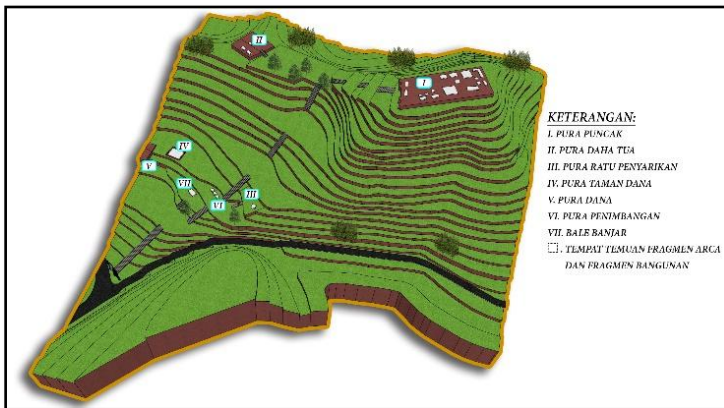 II
I
IV
V
VII
VI
III
KETERANGAN:
I. PURA PUNCAK
II. PURA DAHA TUA
III. PURA RATU PENYARIKAN
IV. PURA TAMAN DANA
V. PURA DANA
VI. PURA PENIMBANGAN
VII. BALE BANJAR
. TEMPAT TEMUAN FRAGMEN ARCA
DAN FRAGMEN BANGUNAN